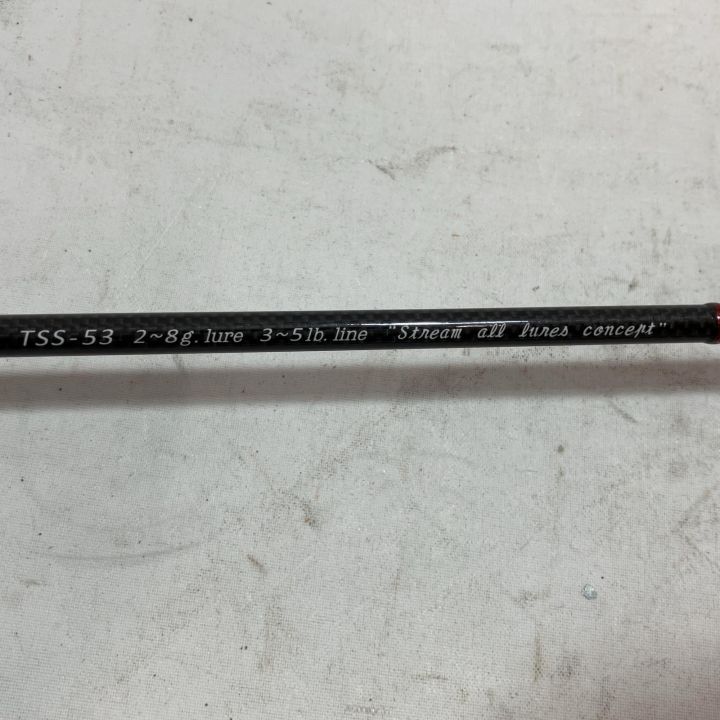 TSS-53 2~8g. lure 3~5lb. line "Stream all lures concept"